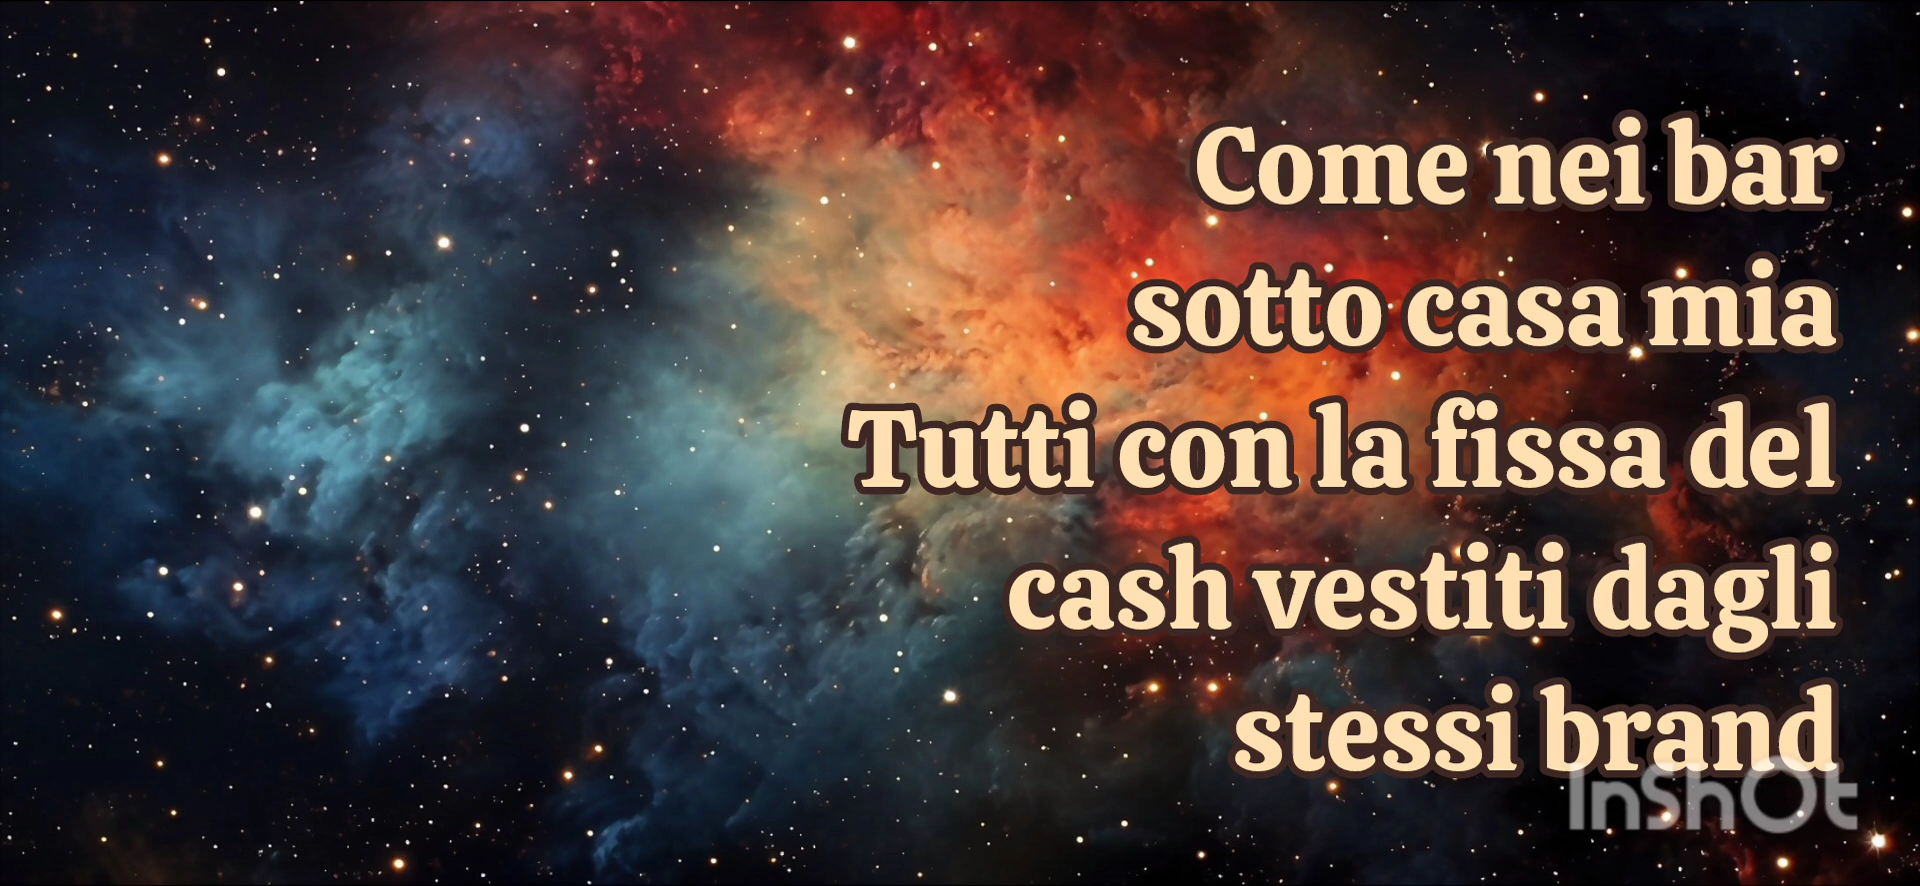 Come nei bar
sotto casa mia
Tutti con la fissa del
cash vestiti dagli
stessi brand
InShOt